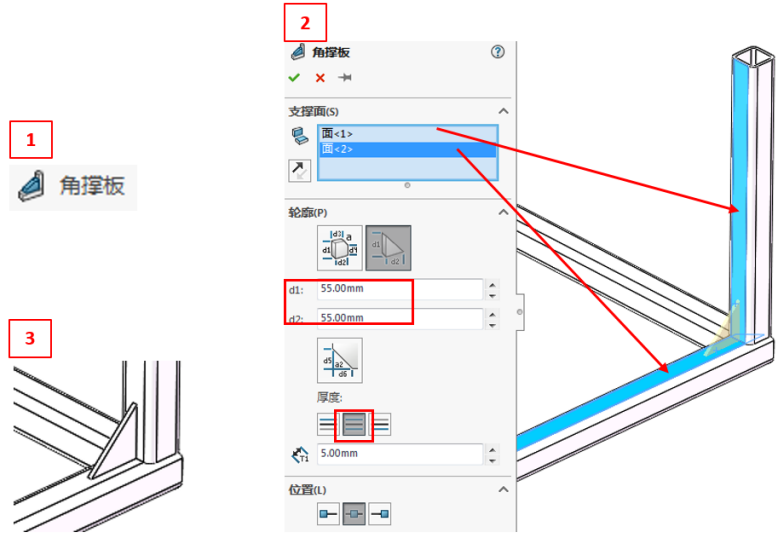 1
角撑板
3
2
角撑板
支撑面(S)
面<1>
面<2>
轮廓(P)
d3 a
d1 d4
d2
d1
d2
d1: 55.00mm
d2: 55.00mm
d5
a2
d6
厚度:
T1 5.00mm
位置(L)